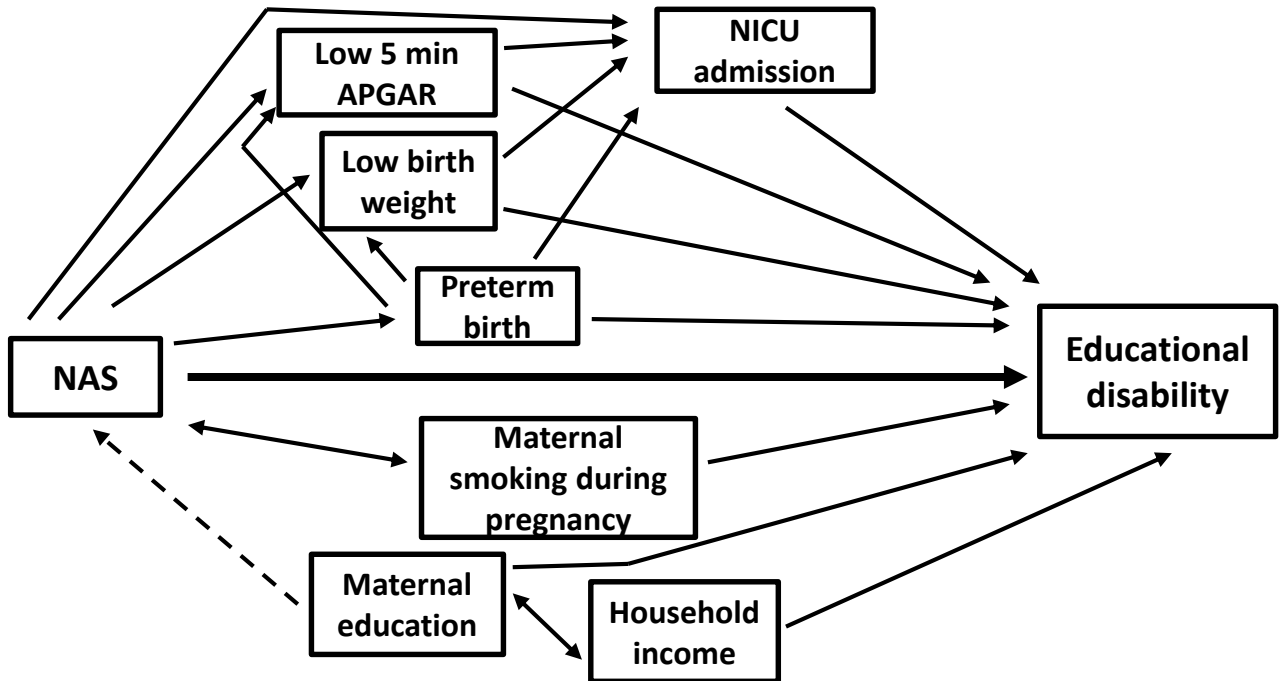 NICU
admission
Low 5 min
APGAR
Low birth
weight
Preterm
birth
NAS
Educational
disability
Maternal
smoking during
pregnancy
Maternal
education
Household
income